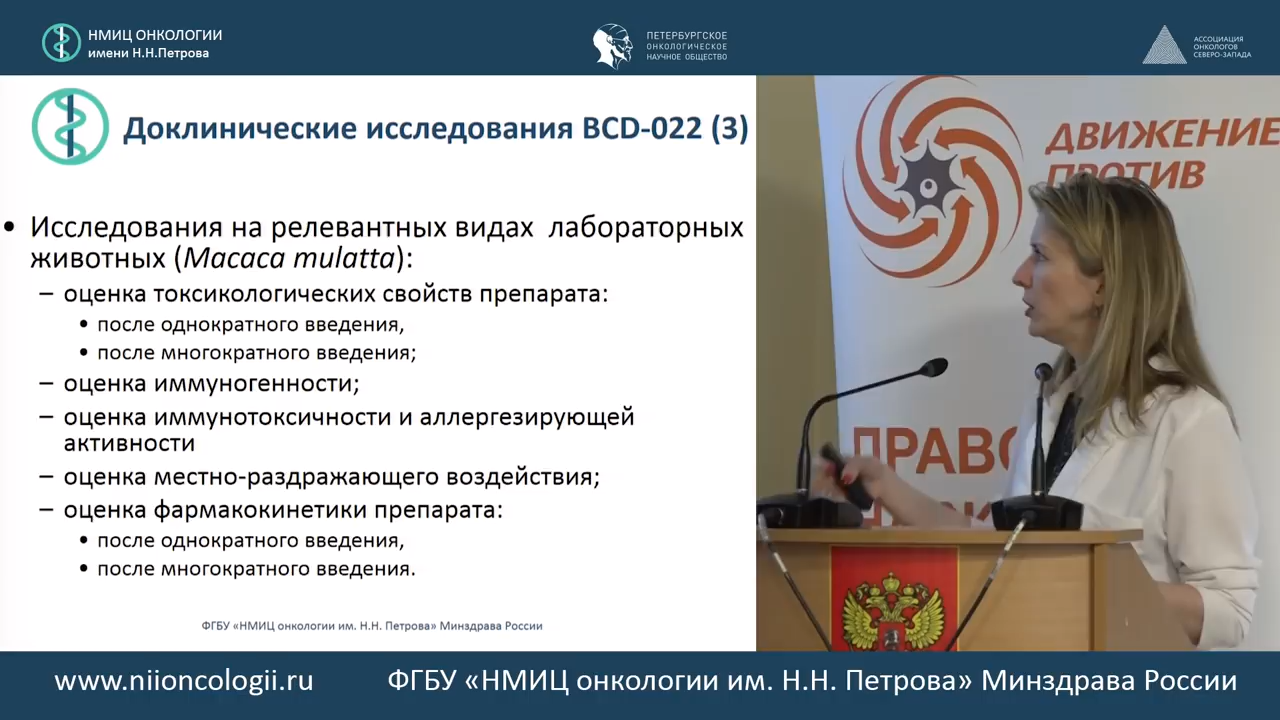 НМИЦ ОНКОЛОГИИ
имени Н.Н.Петрова
ПЕТЕРБУРГСКОЕ
ОНКОЛОГИЧЕСКОЕ
НАУЧНОЕ ОБЩЕСТВО
АССОЦИАЦИЯ
ОНКОЛОГОВ
СЕВЕРО-ЗАПАДА
Доклинические исследования BCD-022 (3)
• Исследования на релевантных видах лабораторных
животных (Macaca mulatta):
– оценка токсикологических свойств препарата:
• после однократного введения,
• после многократного введения;
– оценка иммуногенности;
– оценка иммунотоксичности и аллергезирующей
активности
– оценка местно-раздражающего воздействия;
– оценка фармакокинетики препарата:
• после однократного введения,
• после многократного введения.
ФГБУ «НМИЦ онкологии им. Н.Н. Петрова» Минздрава России
ДВИЖЕНИЕ
ПРОТИВ
ПРАВО
www.niioncologii.ru
ФГБУ «НМИЦ онкологии им. Н.Н. Петрова» Минздрава России